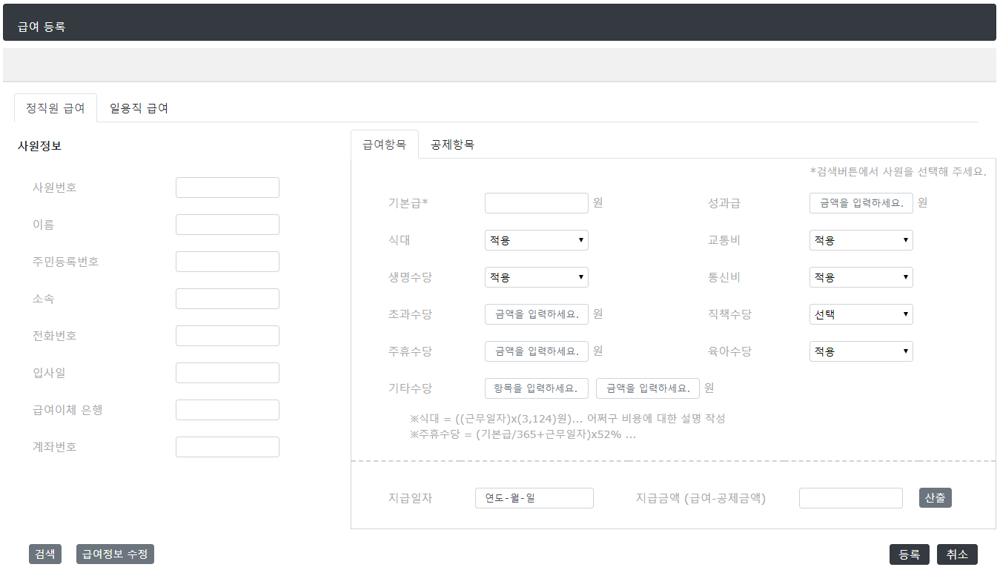 급여 등록
정직원 급여 일용직 급여
사원정보
사원번호
이름
주민등록번호
소속
전화번호
입사일
급여이체 은행
계좌번호
급여항목 공제항목
*검색버튼에서 사원을 선택해 주세요.
기본급* 원 성과급 금액을 입력하세요. 원
식대 적용 교통비 적용
생명수당 적용 통신비 적용
초과수당 금액을 입력하세요. 원 직책수당 선택
주휴수당 금액을 입력하세요. 원 육아수당 적용
기타수당 항목을 입력하세요. 금액을 입력하세요. 원
※식대 = ((근무일자)x(3,124)원)... 어쩌구 비용에 대한 설명 작성
※주휴수당 = (기본급/365+근무일자)x52% ...
지급일자 연도-월-일 지급금액 (급여-공제금액) 산출
검색 급여정보 수정 등록 취소